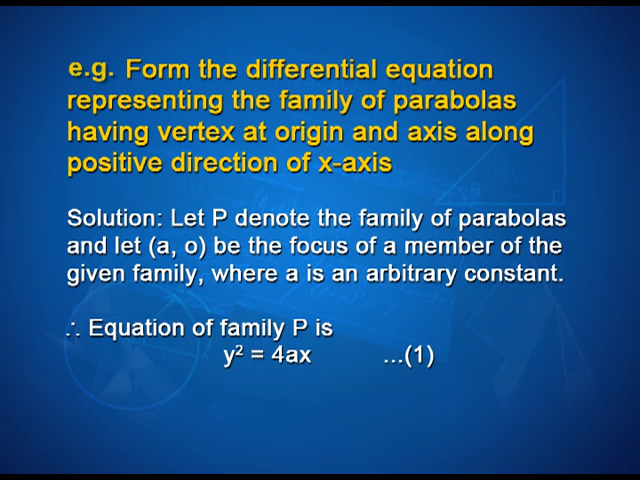 e.g. Form the differential equation
representing the family of parabolas
having vertex at origin and axis along
positive direction of x-axis
Solution: Let P denote the family of parabolas
and let (a, o) be the focus of a member of the
given family, where a is an arbitrary constant.
∴ Equation of family P is
y² = 4ax ...(1)